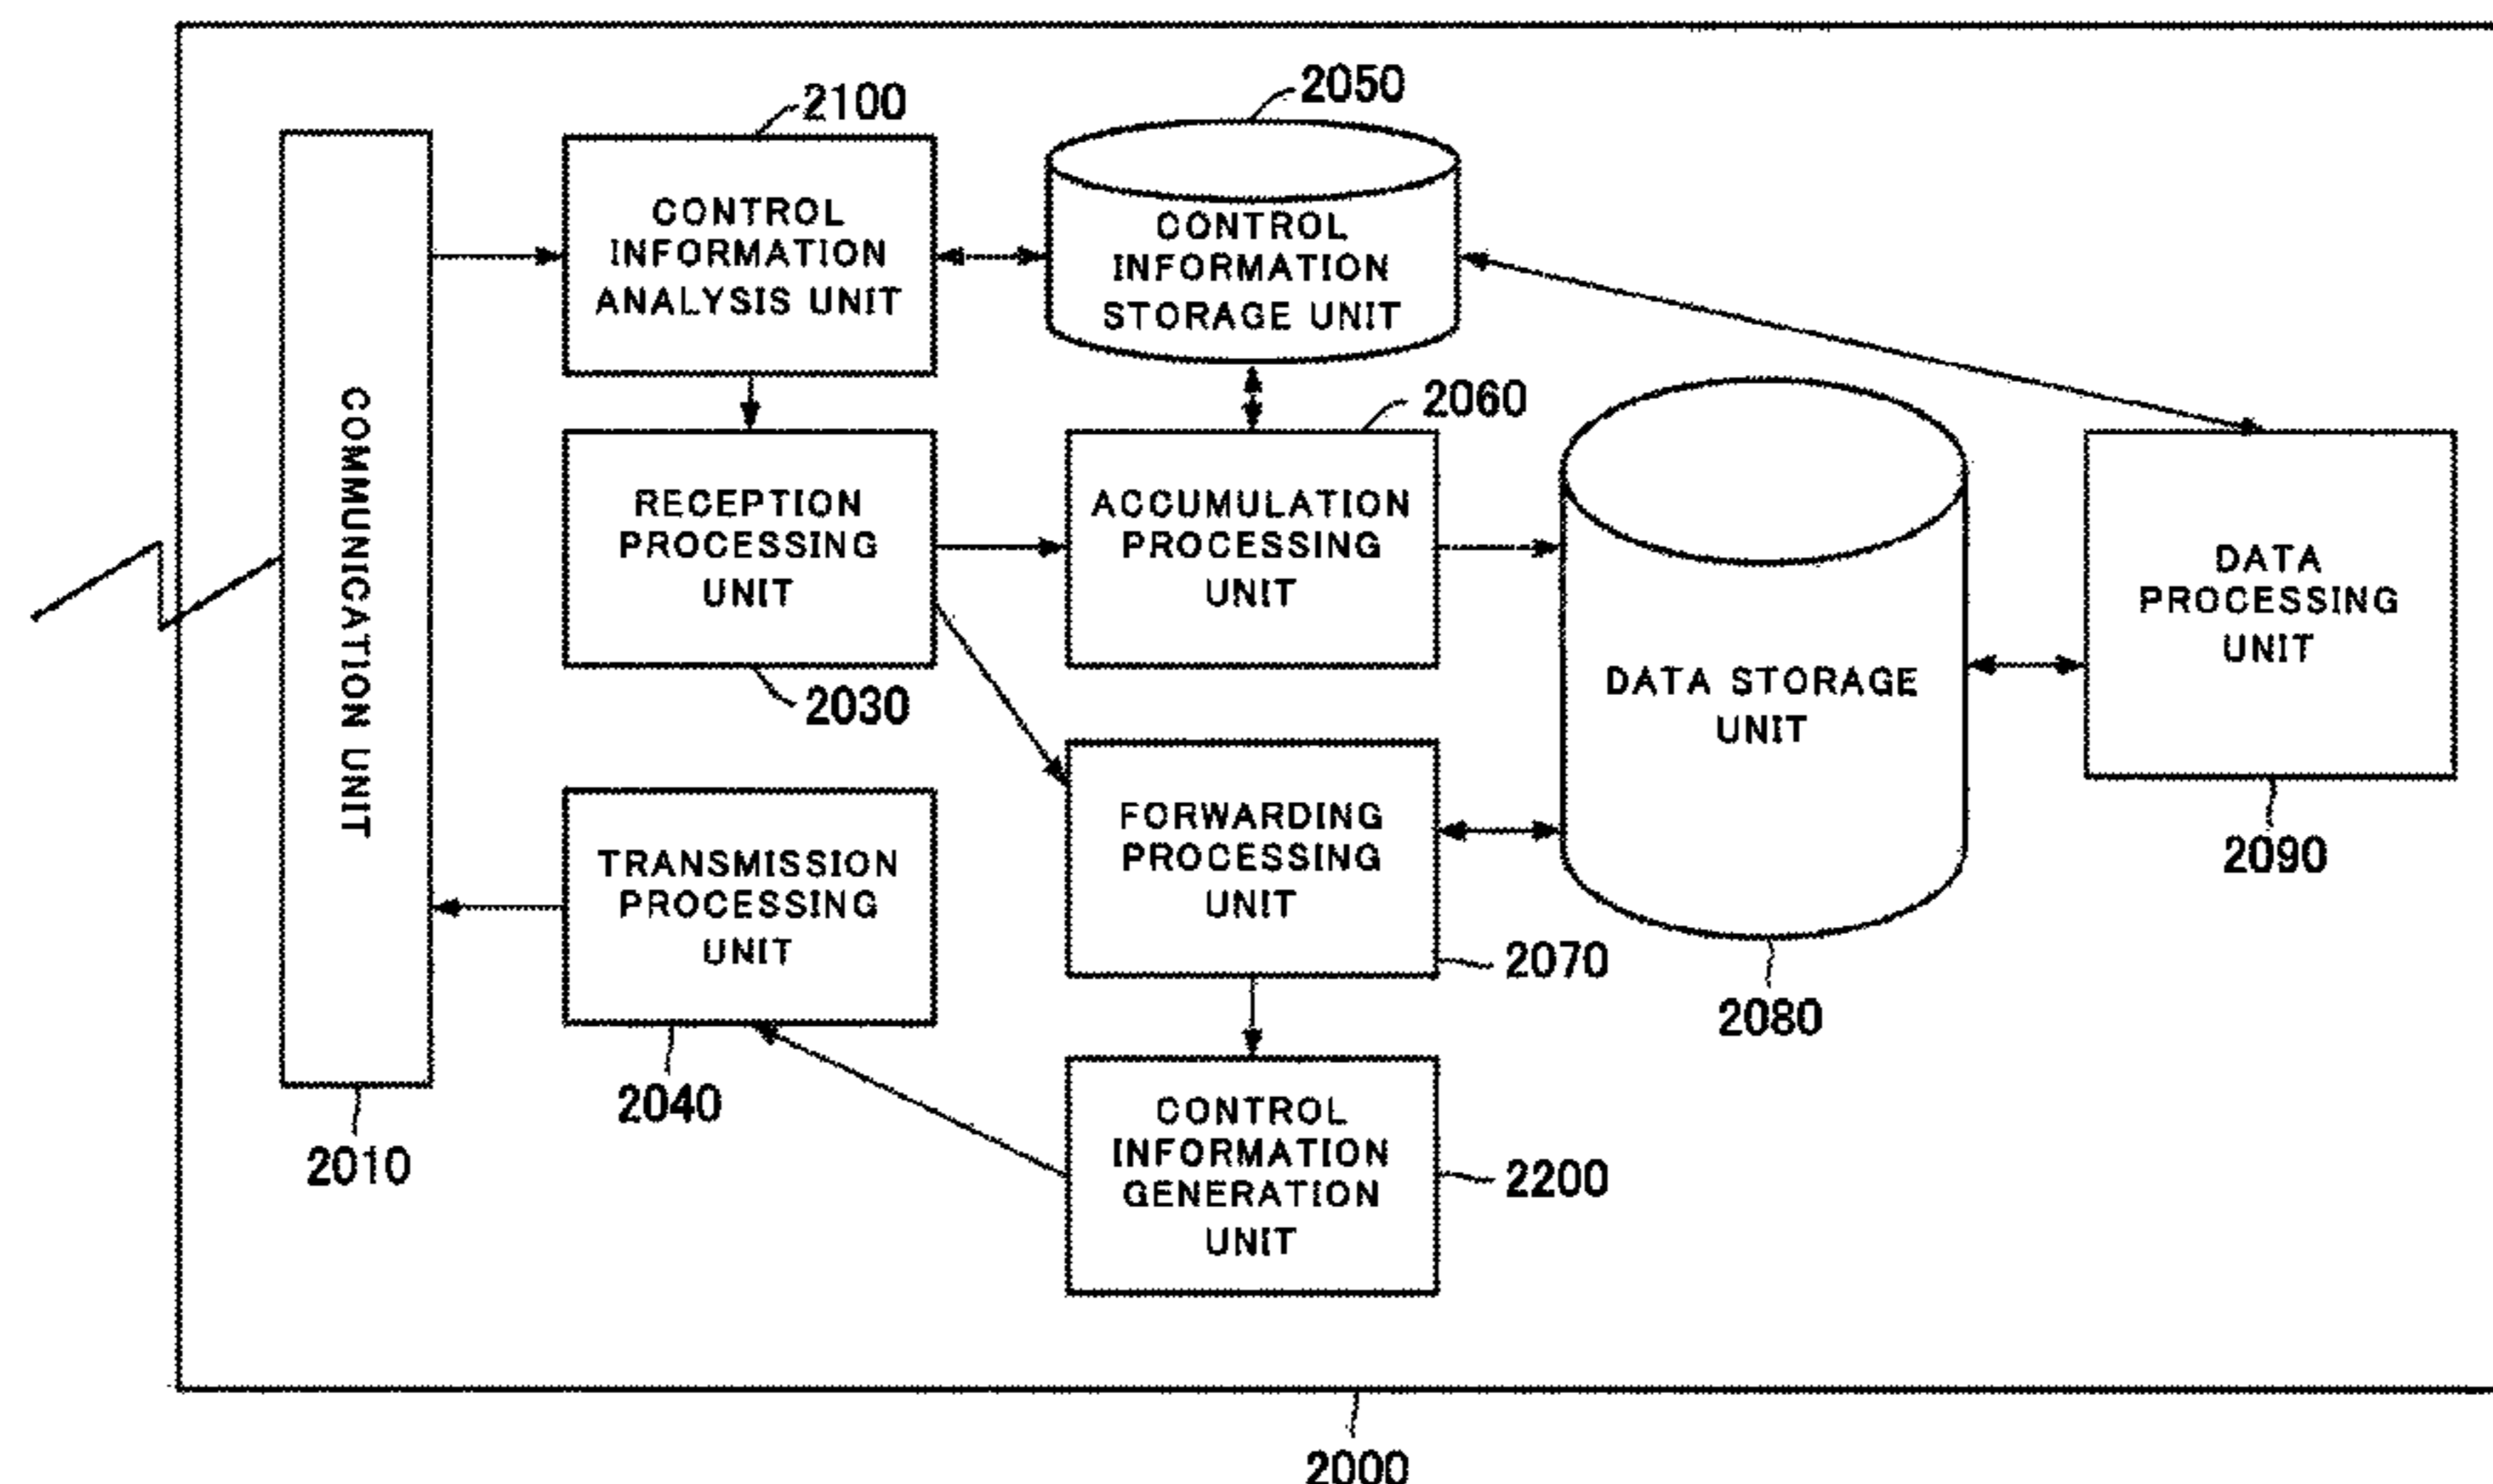 2100
2050
CONTROL
INFORMATION
ANALYSIS UNIT
CONTROL
INFORMATION
STORAGE UNIT
COMMUNICATION UNIT
2060
RECEPTION
PROCESSING
UNIT
ACCUMULATION
PROCESSING
UNIT
DATA
PROCESSING
UNIT
2030
DATA STORAGE
UNIT
FORWARDING
PROCESSING
UNIT
2090
TRANSMISSION
PROCESSING
UNIT
2070
2080
2040
2010
CONTROL
INFORMATION
GENERATION
UNIT
2200
2000